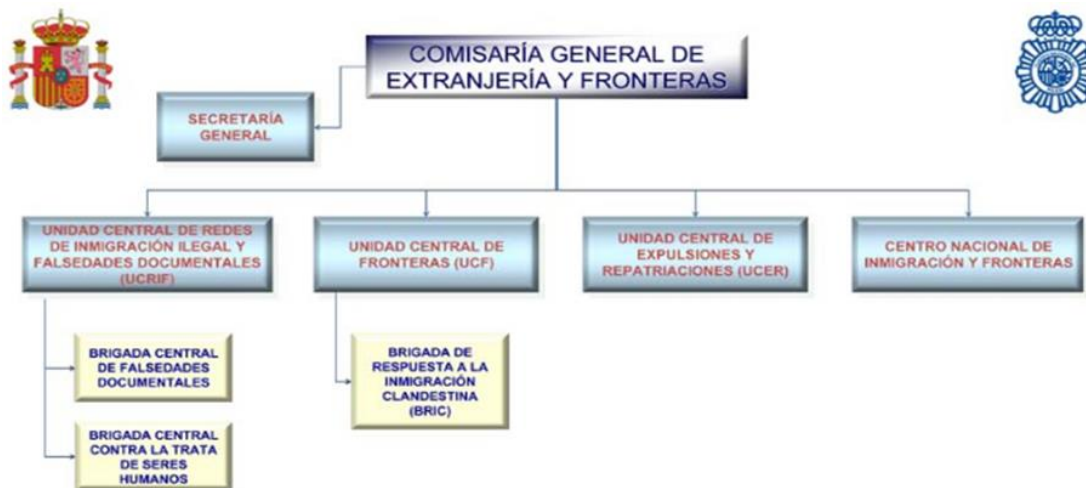 COMISARÍA GENERAL DE
EXTRANJERÍA Y FRONTERAS
SECRETARÍA
GENERAL
UNIDAD CENTRAL DE REDES
DE INMIGRACIÓN ILEGAL Y
FALSEDADES DOCUMENTALES
(UCRIF)
UNIDAD CENTRAL DE
FRONTERAS (UCF)
UNIDAD CENTRAL DE
EXPULSIONES Y
REPATRIACIONES (UCER)
CENTRO NACIONAL DE
INMIGRACIÓN Y FRONTERAS
BRIGADA CENTRAL
DE FALSEDADES
DOCUMENTALES
BRIGADA DE
RESPUESTA A LA
INMIGRACIÓN
CLANDESTINA
(BRIC)
BRIGADA CENTRAL
CONTRA LA TRATA
DE SERES
HUMANOS